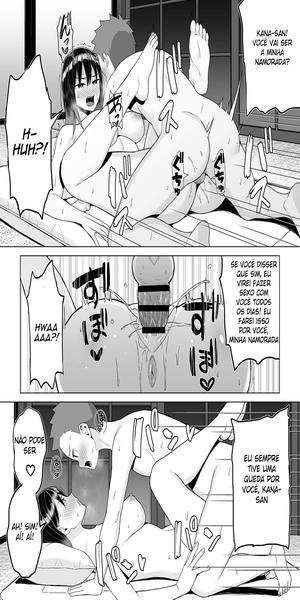 KANA-SAN!
VOCÊ VAI
SER A
MINHA
NAMORADA?
H-
HUH?!
SE VOCÊ DISSER
QUE SIM, EU
VIREI FAZER
SEXO COM
VOCÊ TODOS
OS DIAS! EU
FAREI ISSO
POR VOCÊ,
MINHA NAMORADA
HWAA
AAA?!
EU SEMPRE
TIVE UMA
QUEDA POR
VOCÊ, KANA-
SAN
NÃO PODE
SER
♡
AH! SIM!
AÍ! AÍ!